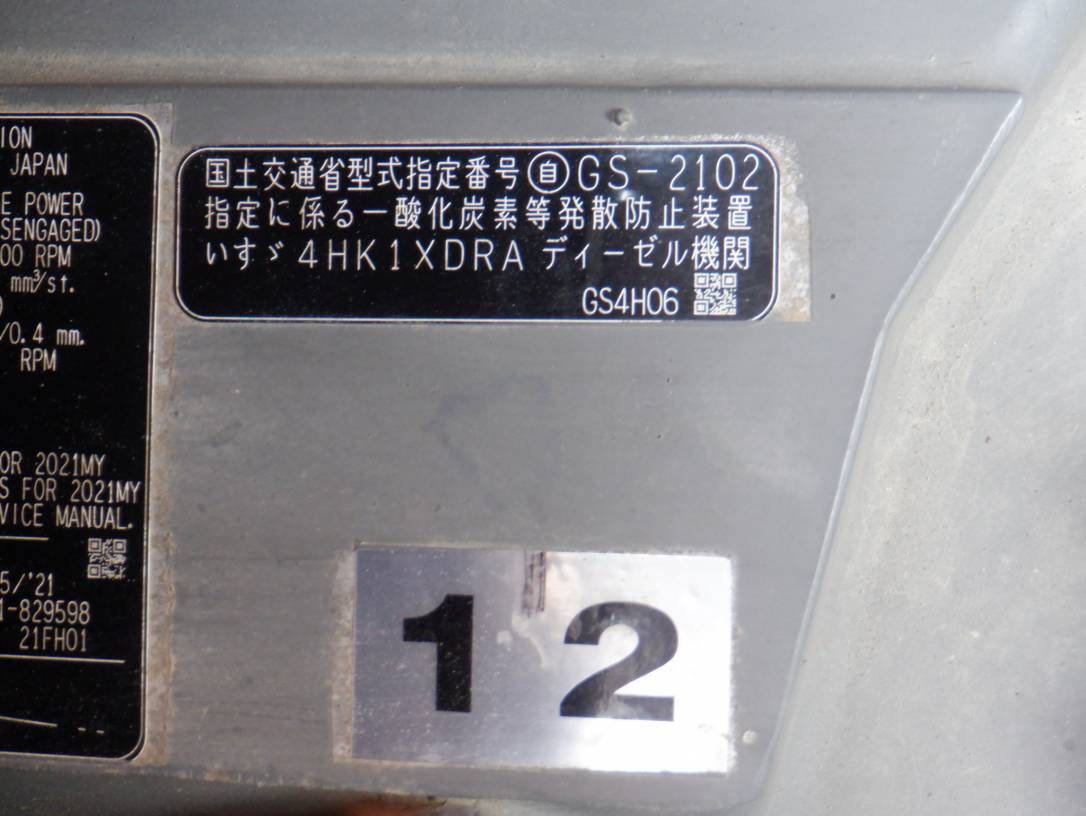 ION
JAPAN
E POWER
SENGAGED)
00 RPM
mm³/st.
)
/0.4 mm.
RPM
OR 2021MY
S FOR 2021MY
VICE MANUAL.
5/'21
1-829598
21FH01
--
国土交通省型式指定番号 自 GS-2102
指定に係る一酸化炭素等発散防止装置
いすゞ 4HK1XDRA ディーゼル機関
GS4H06
12